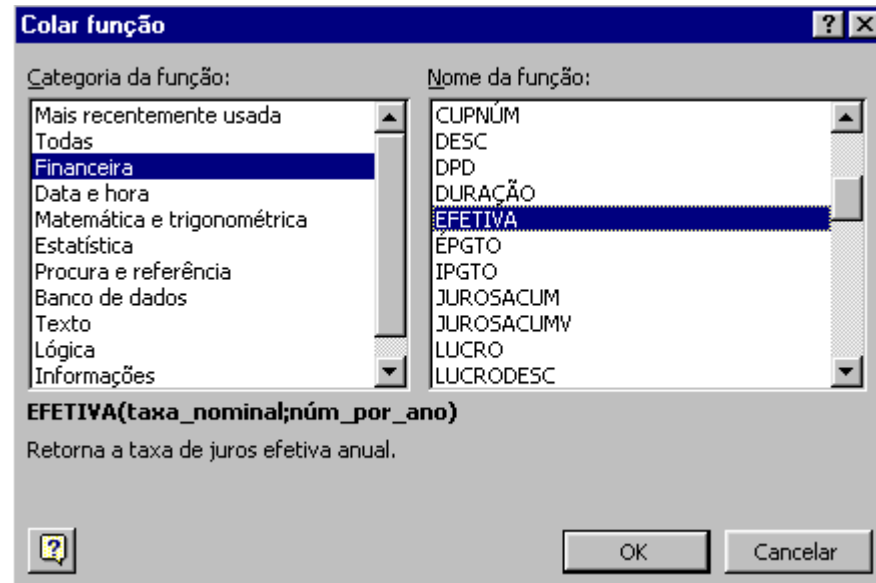 Colar função
Categoria da função:
Mais recentemente usada
Todas
Financeira
Data e hora
Matemática e trigonométrica
Estatística
Procura e referência
Banco de dados
Texto
Lógica
Informações
Nome da função:
CUPNÚM
DESC
DPD
DURAÇÃO
EFETIVA
ÉPGTO
IPGTO
JUROSACUM
JUROSACUMV
LUCRO
LUCRODESC
EFETIVA(taxa_nominal;núm_por_ano)
Retorna a taxa de juros efetiva anual.
OK
Cancelar